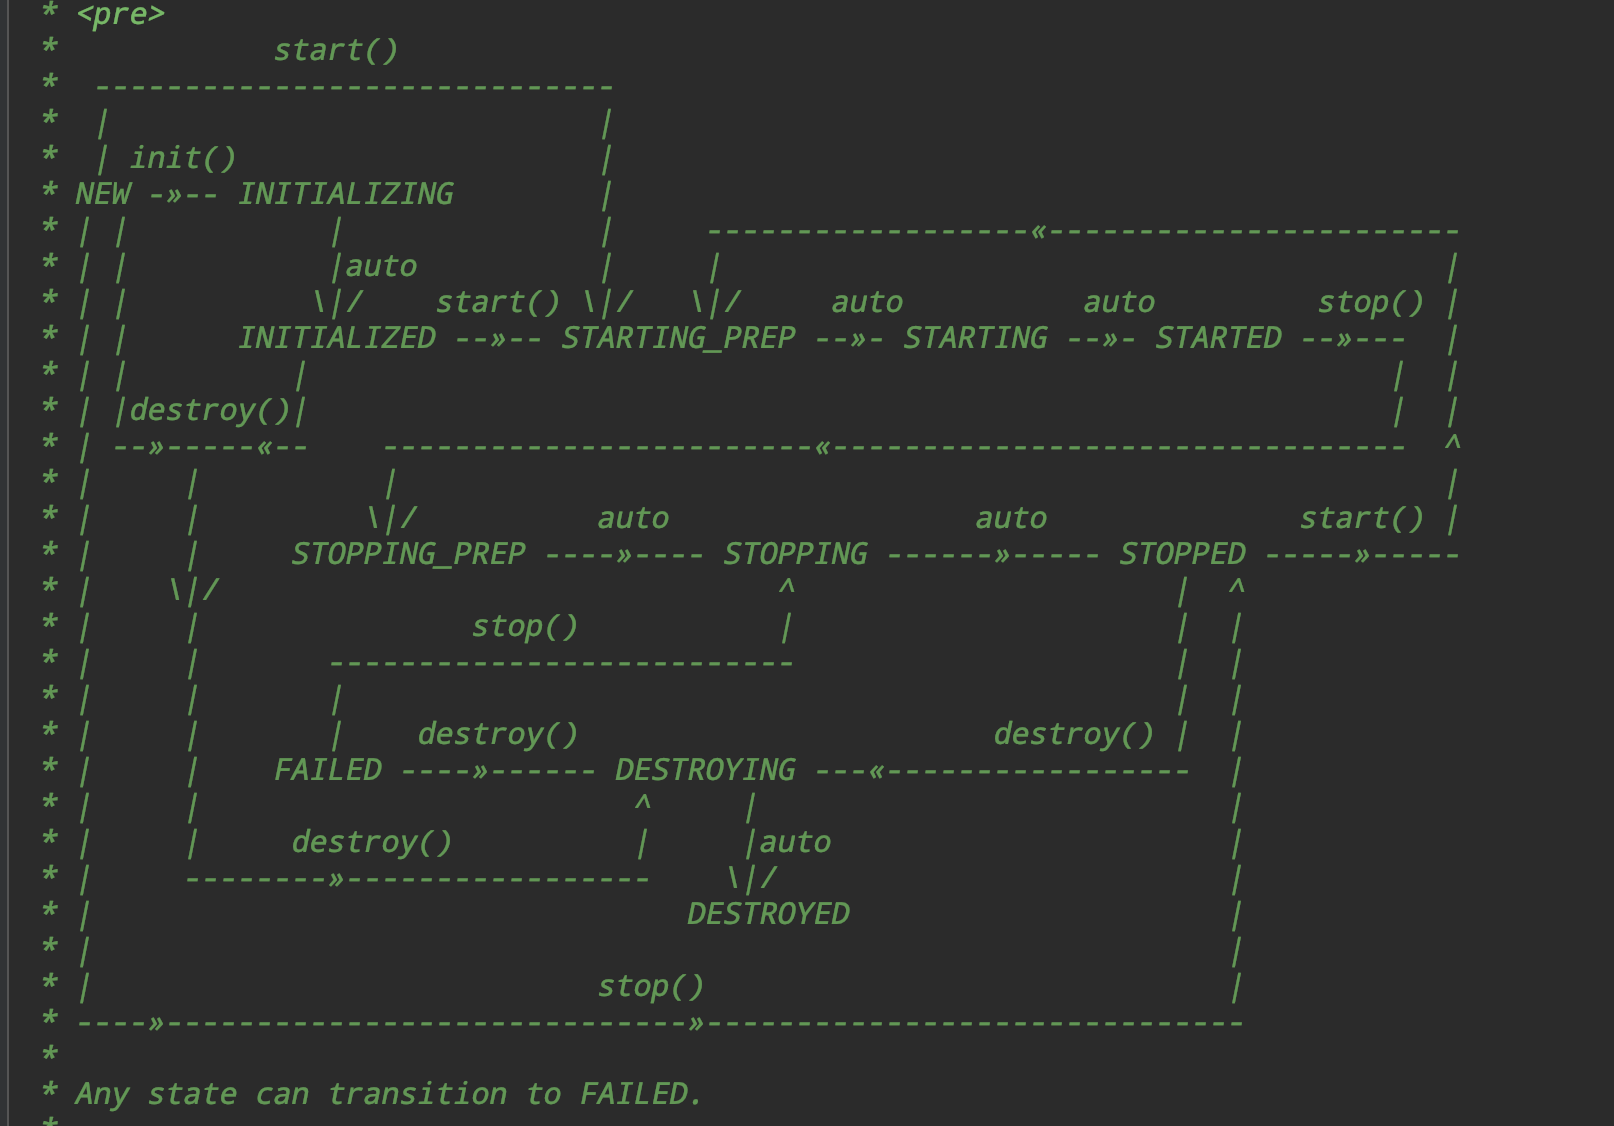 * <pre>
*            start()
*  -----------------------------
*  |                           |
*  | init()                    |
* NEW -»-- INITIALIZING        |
* | |           |              |     ------------------«-----------------------
* | |           |auto          |     |                                        |
* | |          \|/    start() \|/   \|/     auto          auto         stop() |
* | |      INITIALIZED --»-- STARTING_PREP --»- STARTING --»- STARTED --»---  |
* | |         |                                                            |  |
* | |destroy()|                                                            |  |
* | --»-----«--    ------------------------«--------------------------------  ^
* |     |          |                                                          |
* |     |         \|/          auto                 auto              start() |
* |     |     STOPPING_PREP ----»---- STOPPING ------»----- STOPPED -----»-----
* |    \|/                               ^                     |  ^
* |     |               stop()           |                     |  |
* |     |       --------------------------                     |  |
* |     |       |                                              |  |
* |     |       |    destroy()                       destroy() |  |
* |     |    FAILED ----»------ DESTROYING ---«-----------------  |
* |     |                        ^     |                          |
* |     |     destroy()          |     |auto                      |
* |     --------»-----------------    \|/                         |
* |                                 DESTROYED                     |
* |                                                               |
* |                            stop()                             |
* ----»-----------------------------»------------------------------
*
* Any state can transition to FAILED.
*